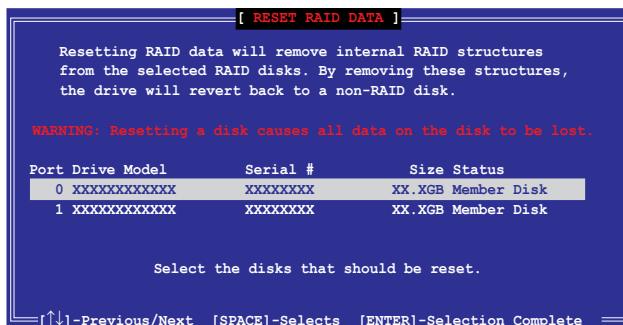 [ RESET RAID DATA ]
Resetting RAID data will remove internal RAID structures
from the selected RAID disks. By removing these structures,
the drive will revert back to a non-RAID disk.
WARNING: Resetting a disk causes all data on the disk to be lost.
Port Drive Model Serial # Size Status
0 XXXXXXXXXXXX XXXXXXXX XX.XGB Member Disk
1 XXXXXXXXXXXX XXXXXXXX XX.XGB Member Disk
Select the disks that should be reset.
[↑↓]-Previous/Next [SPACE]-Selects [ENTER]-Selection Complete